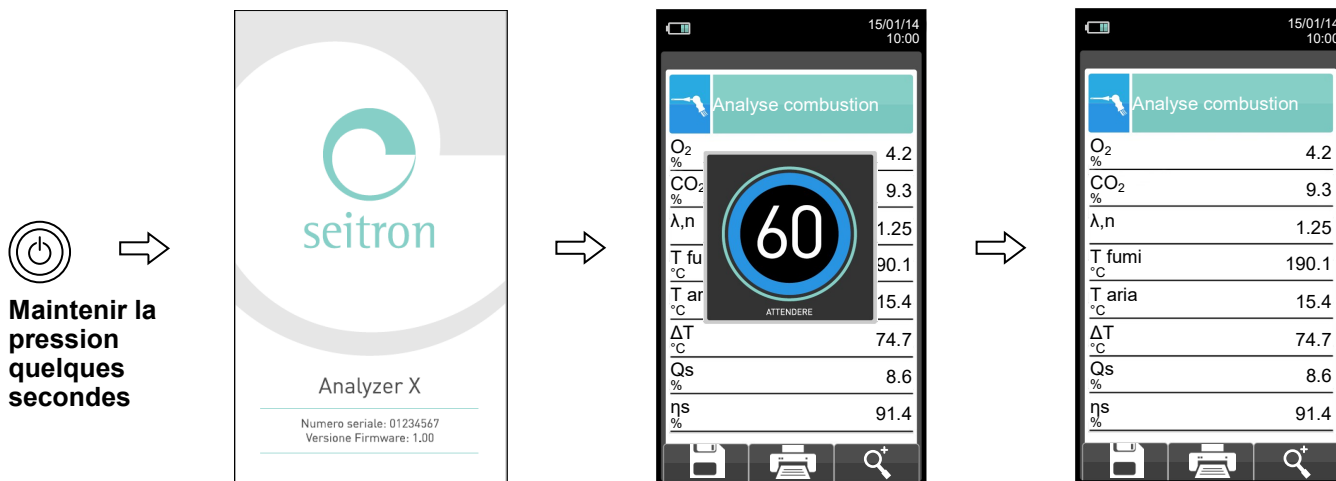 Maintenir la
pression
quelques
secondes
seitron
Analyzer X
Numero seriale: 01234567
Versione Firmware: 1.00
15/01/14
10:00
Analyse combustion
O2
%
4.2
CO2
%
9.3
λ,n
1.25
T fu
°C
90.1
T ar
°C
15.4
60
ATTENDERE
ΔT
°C
74.7
Qs
%
8.6
ηs
%
91.4
15/01/14
10:00
Analyse combustion
O2
%
4.2
CO2
%
9.3
λ,n
1.25
T fumi
°C
190.1
T aria
°C
15.4
ΔT
°C
74.7
Qs
%
8.6
ηs
%
91.4